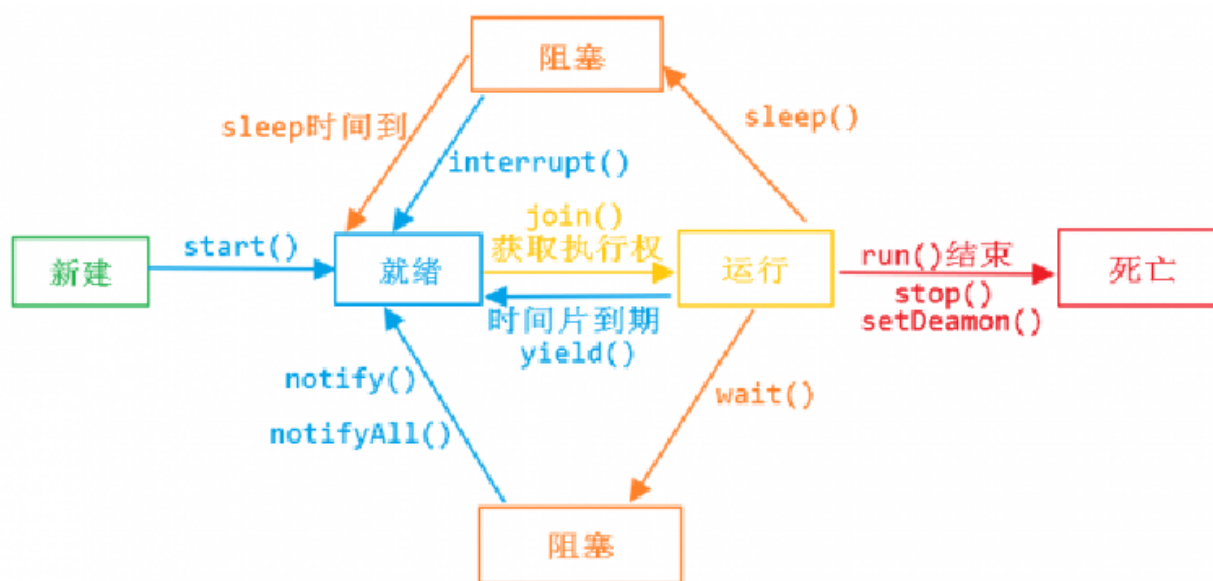 阻塞
sleep时间到
sleep()
interrupt()
新建
start()
就绪
join()
获取执行权
运行
run()结束
死亡
时间片到期
yield()
stop()
setDeamon()
notify()
wait()
notifyAll()
阻塞